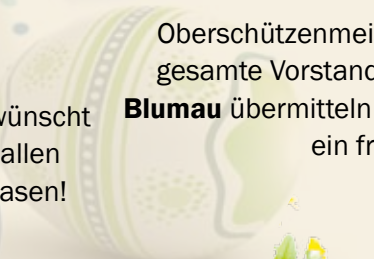 wünscht
allen
asen!
Oberschützenmei
gesamte Vorstand
Blumau übermitteln
ein fr